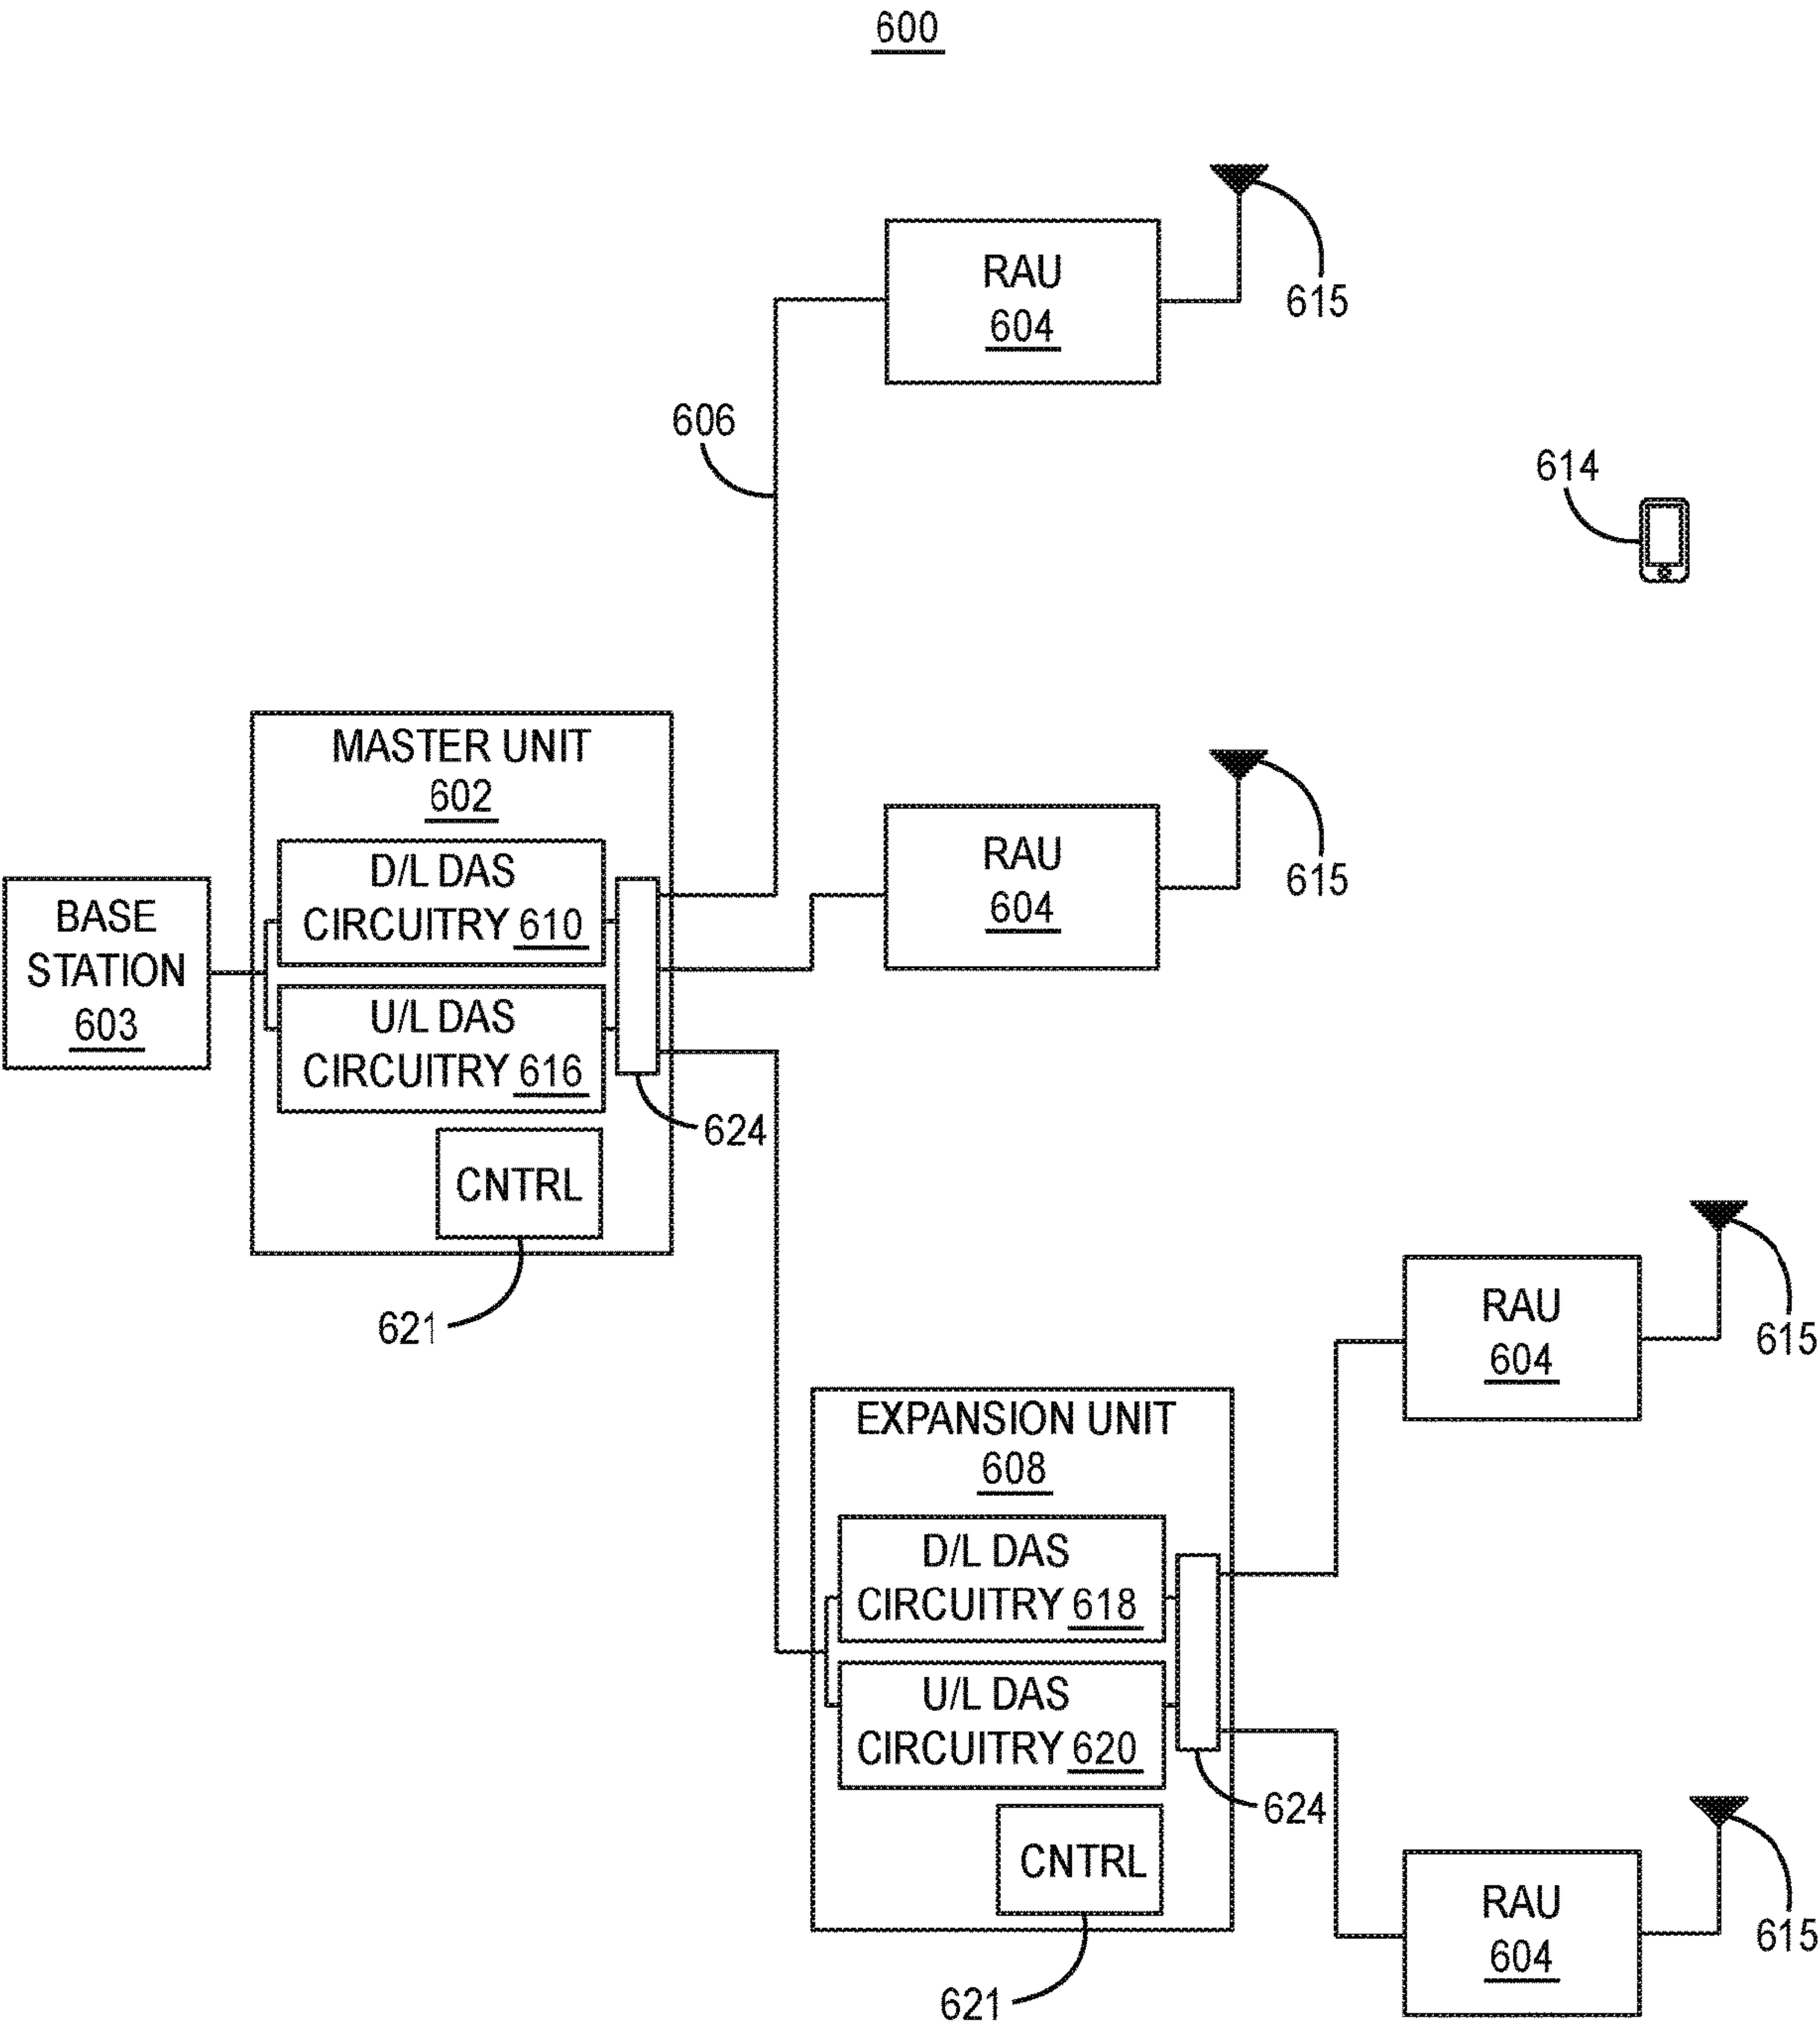 600
RAU
604
615
606
614
MASTER UNIT
602
D/L DAS
CIRCUITRY 610
U/L DAS
CIRCUITRY 616
CNTRL
624
621
BASE
STATION
603
RAU
604
615
EXPANSION UNIT
608
D/L DAS
CIRCUITRY 618
U/L DAS
CIRCUITRY 620
CNTRL
624
621
RAU
604
615
RAU
604
615